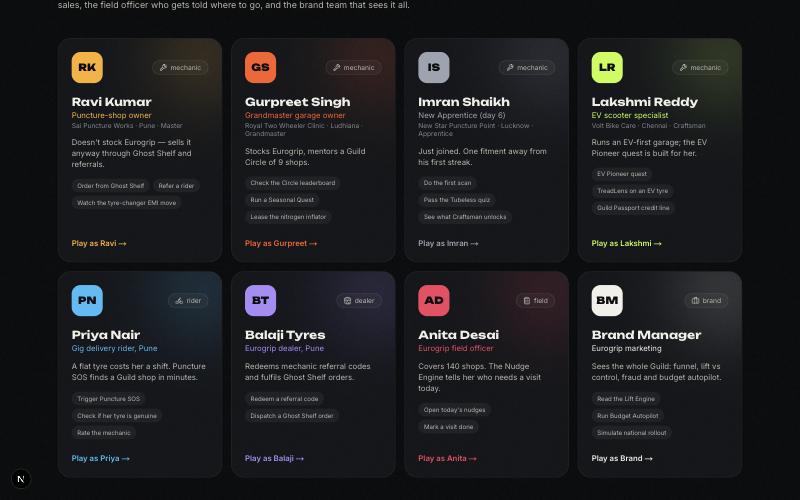 sales, the field officer who gets told where to go, and the brand team that sees it all.
RK
mechanic
Ravi Kumar
Puncture-shop owner
Sai Puncture Works · Pune · Master
Doesn't stock Eurogrip — sells it
anyway through Ghost Shelf and
referrals.
Order from Ghost Shelf
Refer a rider
Watch the tyre-changer EMI move
Play as Ravi →
GS
mechanic
Gurpreet Singh
Grandmaster garage owner
Royal Two Wheeler Clinic · Ludhiana ·
Grandmaster
Stocks Eurogrip, mentors a Guild
Circle of 9 shops.
Check the Circle leaderboard
Run a Seasonal Quest
Lease the nitrogen inflator
Play as Gurpreet →
IS
mechanic
Imran Shaikh
New Apprentice (day 6)
New Star Puncture Point · Lucknow ·
Apprentice
Just joined. One fitment away from
his first streak.
Do the first scan
Pass the Tubeless quiz
See what Craftsman unlocks
Play as Imran →
LR
mechanic
Lakshmi Reddy
EV scooter specialist
Volt Bike Care · Chennai · Craftsman
Runs an EV-first garage; the EV
Pioneer quest is built for her.
EV Pioneer quest
TreadLens on an EV tyre
Guild Passport credit line
Play as Lakshmi →
PN
rider
Priya Nair
Gig delivery rider, Pune
A flat tyre costs her a shift. Puncture
SOS finds a Guild shop in minutes.
Trigger Puncture SOS
Check if her tyre is genuine
Rate the mechanic
Play as Priya →
BT
dealer
Balaji Tyres
Eurogrip dealer, Pune
Redeems mechanic referral codes
and fulfils Ghost Shelf orders.
Redeem a referral code
Dispatch a Ghost Shelf order
Play as Balaji →
AD
field
Anita Desai
Eurogrip field officer
Covers 140 shops. The Nudge
Engine tells her who needs a visit
today.
Open today's nudges
Mark a visit done
Play as Anita →
BM
brand
Brand Manager
Eurogrip marketing
Sees the whole Guild: funnel, lift vs
control, fraud and budget autopilot.
Read the Lift Engine
Run Budget Autopilot
Simulate national rollout
Play as Brand →
N